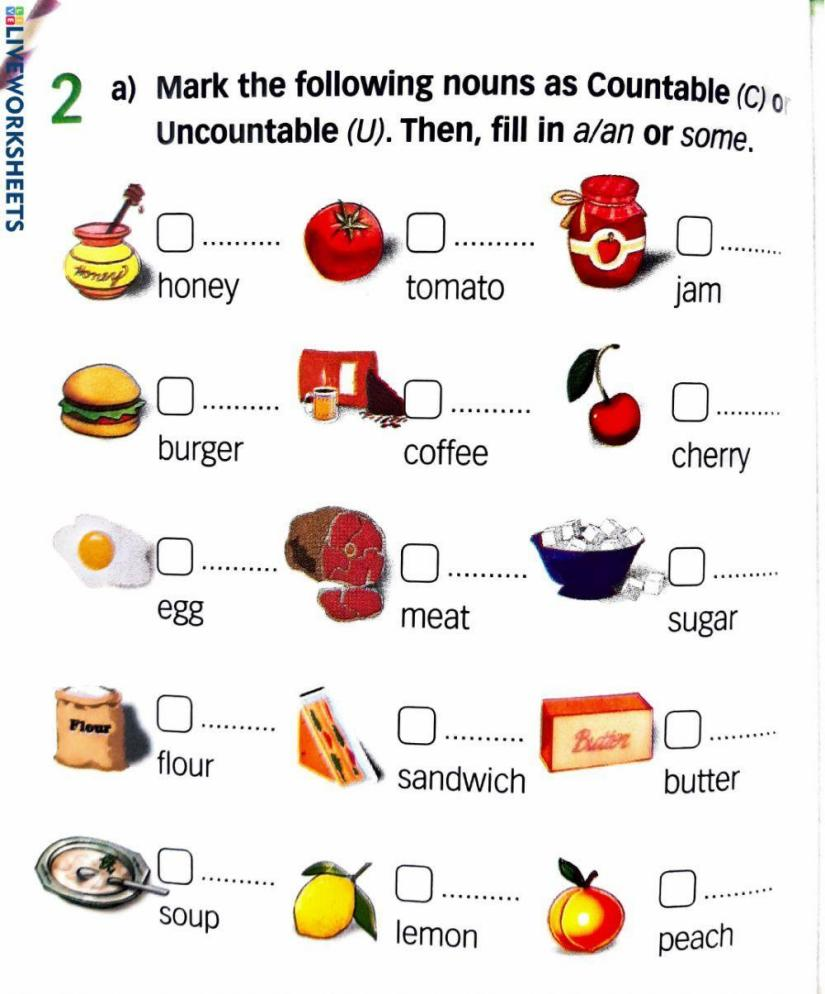 LIVEWORKSHEETS
2 a) Mark the following nouns as Countable (C) or
Uncountable (U). Then, fill in a/an or some.
Honey
..........
honey
..........
tomato
..........
jam
..........
burger
..........
coffee
..........
cherry
..........
egg
..........
meat
..........
sugar
Flour
..........
flour
..........
sandwich
Butter
..........
butter
..........
soup
..........
lemon
..........
peach